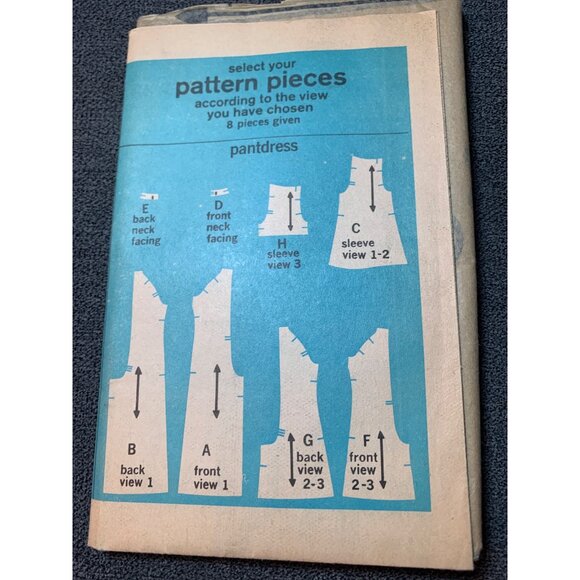 select your
pattern pieces
according to the view
you have chosen
8 pieces given
pantdress
E
back
neck
facing
D
front
neck
facing
H
sleeve
view 3
C
sleeve
view 1-2
B
back
view 1
A
front
view 1
G
back
view
2-3
F
front
view
2-3